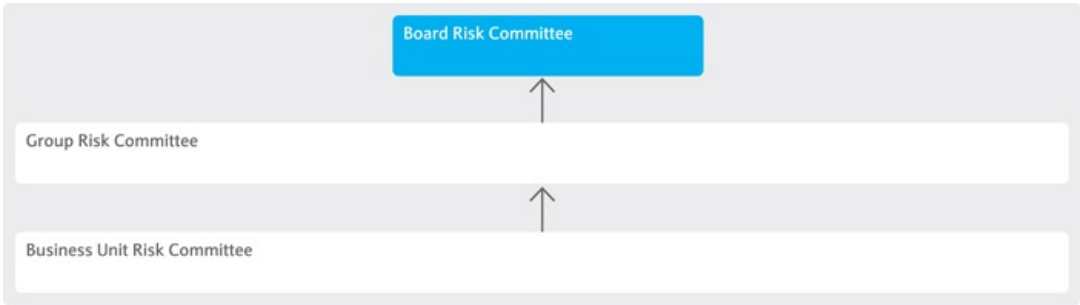 Board Risk Committee
Group Risk Committee
Business Unit Risk Committee